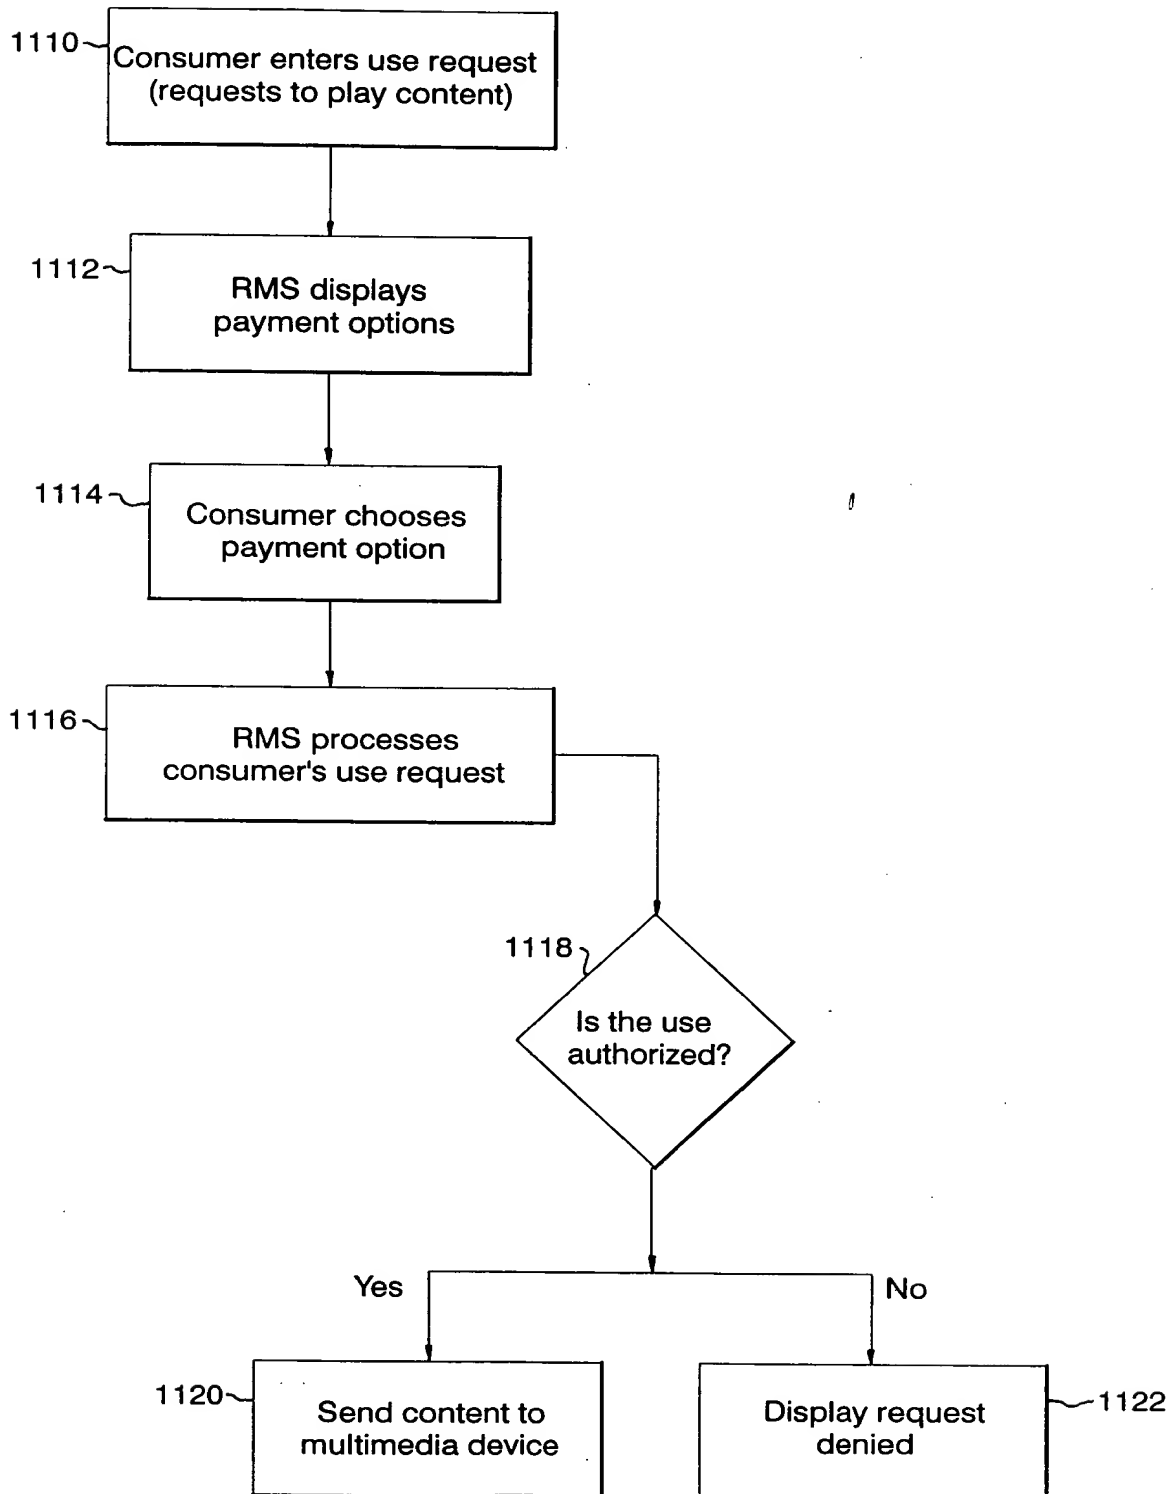 1110
Consumer enters use request
(requests to play content)
1112
RMS displays
payment options
1114
Consumer chooses
payment option
1116
RMS processes
consumer's use request
1118
Is the use
authorized?
Yes
No
1120
Send content to
multimedia device
Display request
denied
1122